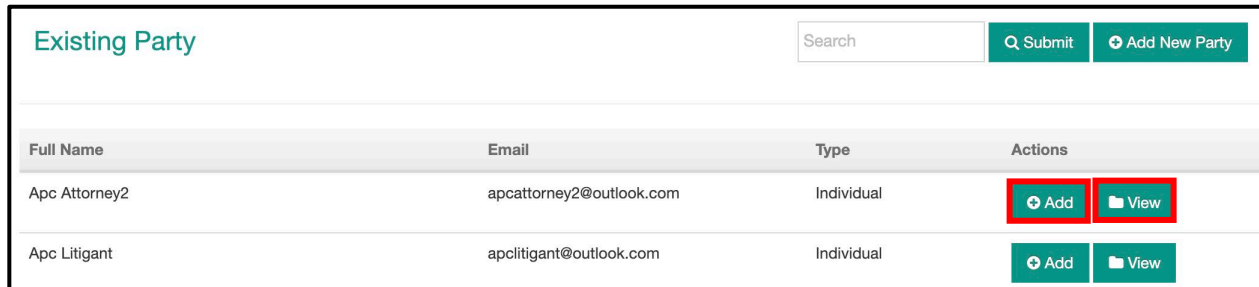 Existing Party Search Submit Add New Party
Full Name Email Type Actions
Apc Attorney2 apcattorney2@outlook.com Individual Add View
Apc Litigant apclitigant@outlook.com Individual Add View